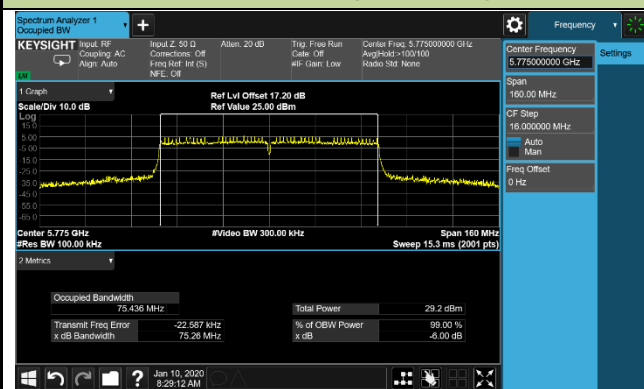 Spectrum Analyzer 1
Occupied BW
Frequency
KEYSIGHT
Input: RF
Coupling: AC
Align: Auto
Input Z: 50 Ω
Corrections: Off
Freq Ref: Int (S)
NFE: Off
Atten: 20 dB
Trig: Free Run
Gate: Off
#IF Gain: Low
Center Freq: 5.775000000 GHz
Avg|Hold:>100/100
Radio Std: None
LXI
1 Graph
Scale/Div 10.0 dB
Ref Lvl Offset 17.20 dB
Ref Value 25.00 dBm
Log
15.0
5.00
-5.00
-15.0
-25.0
-35.0
-45.0
-55.0
-65.0
Center 5.775 GHz
#Res BW 100.00 kHz
#Video BW 300.00 kHz
Span 160 MHz
Sweep 15.3 ms (2001 pts)
2 Metrics
Occupied Bandwidth
75.436 MHz
Total Power
29.2 dBm
Transmit Freq Error
-22.587 kHz
% of OBW Power
99.00 %
x dB Bandwidth
75.26 MHz
x dB
-6.00 dB
Center Frequency
5.775000000 GHz
Settings
Span
160.00 MHz
CF Step
16.000000 MHz
Auto
Man
Freq Offset
0 Hz
?
Jan 10, 2020
8:29:12 AM